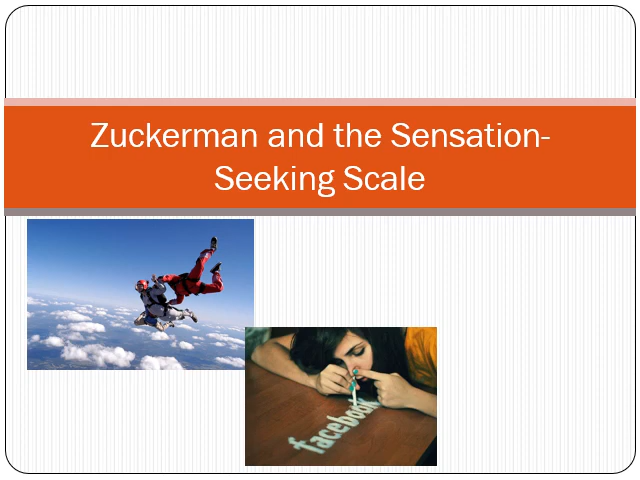 Zuckerman and the Sensation-
Seeking Scale
facebook